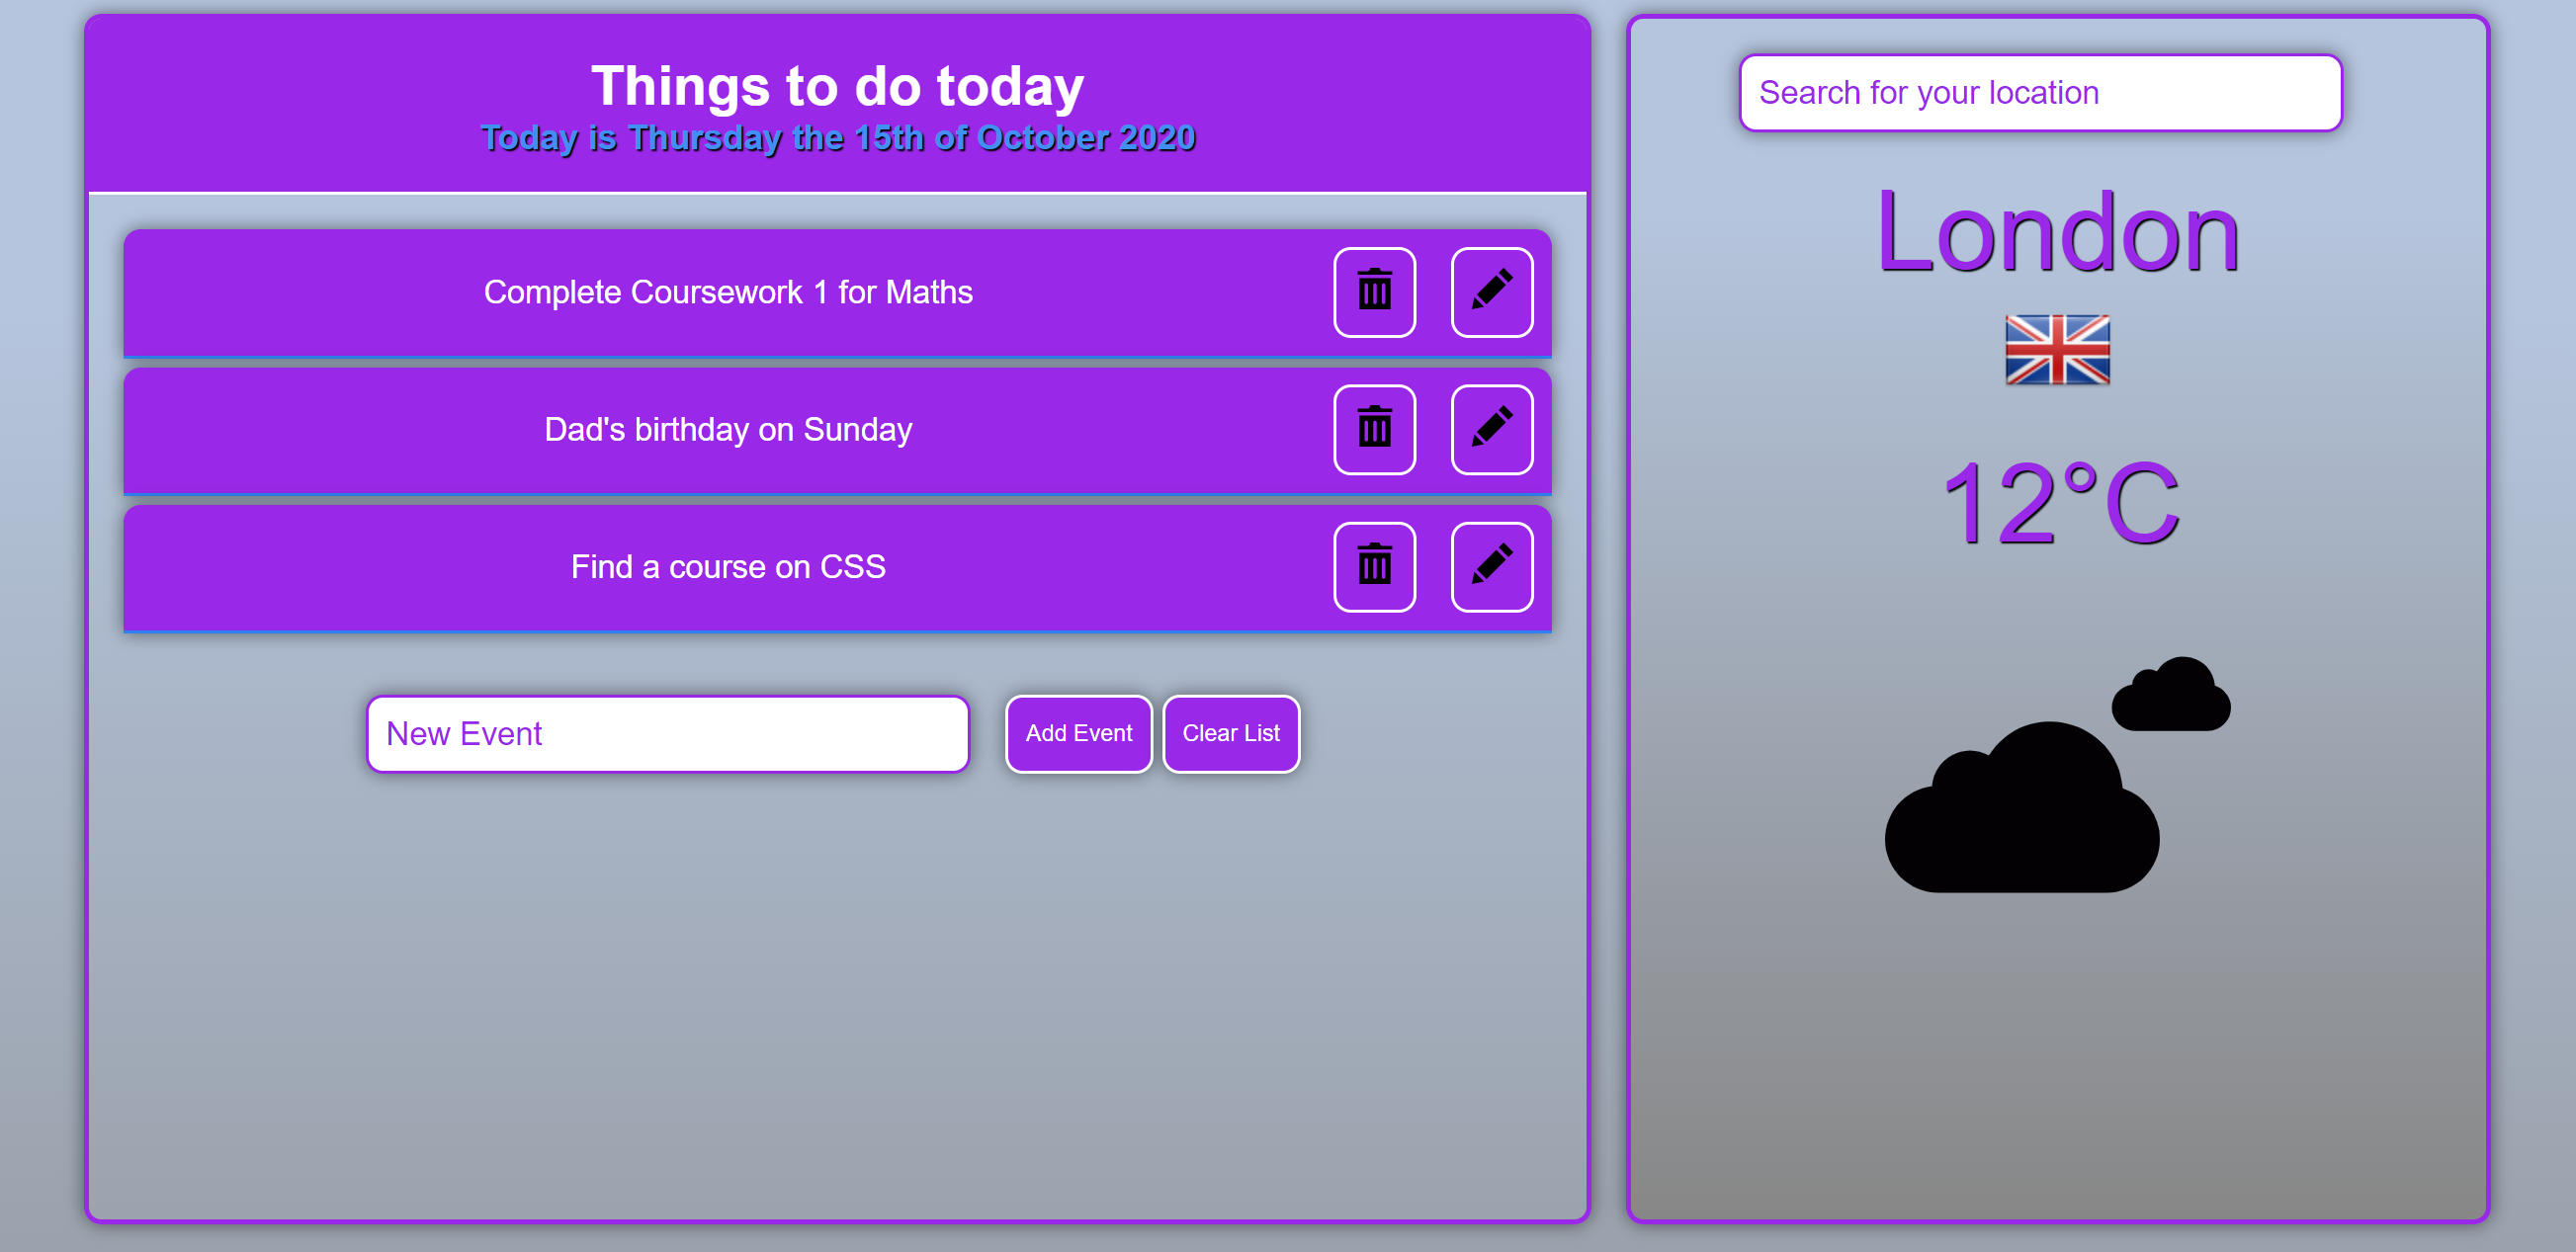 Things to do today
Today is Thursday the 15th of October 2020
Complete Coursework 1 for Maths
Dad's birthday on Sunday
Find a course on CSS
New Event
Add Event
Clear List
Search for your location
London
12°C